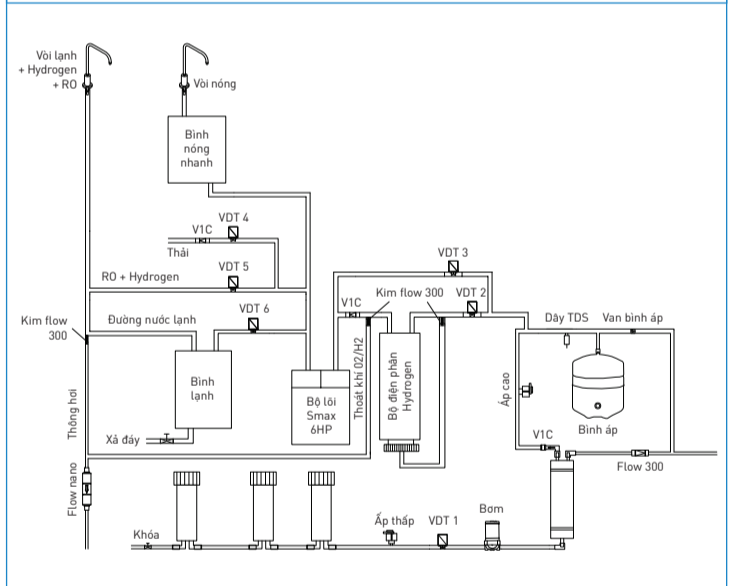 Vòi lạnh
+ Hydrogen
+ RO
Vòi nóng
Bình
nóng
nhanh
VDT 4
V1C
Thải
VDT 5
RO + Hydrogen
VDT 3
Kim flow 300
VDT 2
V1C
Đường nước lạnh
VDT 6
Kim flow
300
Dây TDS
Van bình áp
Thoát khí 02/H2
Bộ điện phân
Hydrogen
Bình
lạnh
Bộ lõi
Smax
6HP
Áp cao
Bình áp
Thông hơi
Xả đáy
V1C
Flow 300
Flow nano
Khóa
Ấp thấp
VDT 1
Bơm